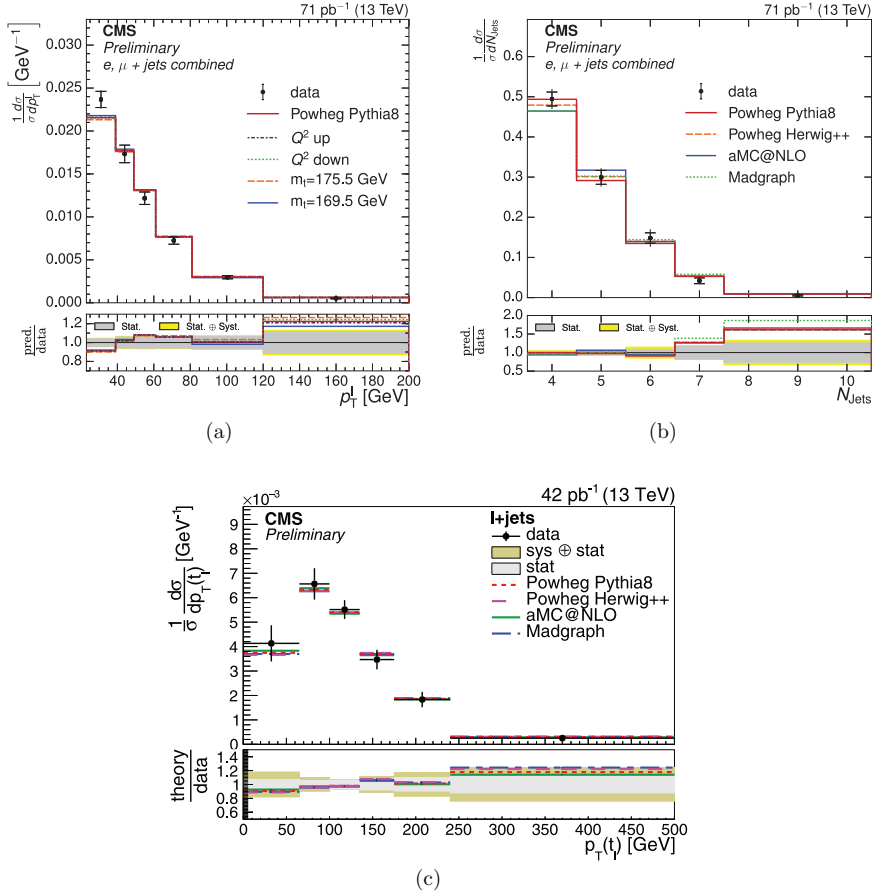 71 pb⁻¹ (13 TeV)
CMS
Preliminary
e, μ + jets combined
data
Powheg Pythia8
Q² up
Q² down
mₜ=175.5 GeV
mₜ=169.5 GeV
1/σ dσ/dp_T^l [GeV⁻¹]
0.030
0.025
0.020
0.015
0.010
0.005
0.000
Stat.
Stat. ⊕ Syst.
pred./data
1.2
1.0
0.8
40 60 80 100 120 140 160 180 200
p_T^l [GeV]
(a)
71 pb⁻¹ (13 TeV)
CMS
Preliminary
e, μ + jets combined
data
Powheg Pythia8
Powheg Herwig++
aMC@NLO
Madgraph
1/σ dσ/dN_Jets
0.6
0.5
0.4
0.3
0.2
0.1
0.0
Stat.
Stat. ⊕ Syst.
pred./data
2.0
1.5
1.0
0.5
4 5 6 7 8 9 10
N_Jets
(b)
×10⁻³
42 pb⁻¹ (13 TeV)
CMS
Preliminary
l+jets
data
sys ⊕ stat
stat
Powheg Pythia8
Powheg Herwig++
aMC@NLO
Madgraph
1/σ dσ/dp_T(t_l) [GeV⁻¹]
9
8
7
6
5
4
3
2
1
0
theory/data
1.4
1.2
1.0
0.8
0.6
0 50 100 150 200 250 300 350 400 450 500
p_T(t_l) [GeV]
(c)